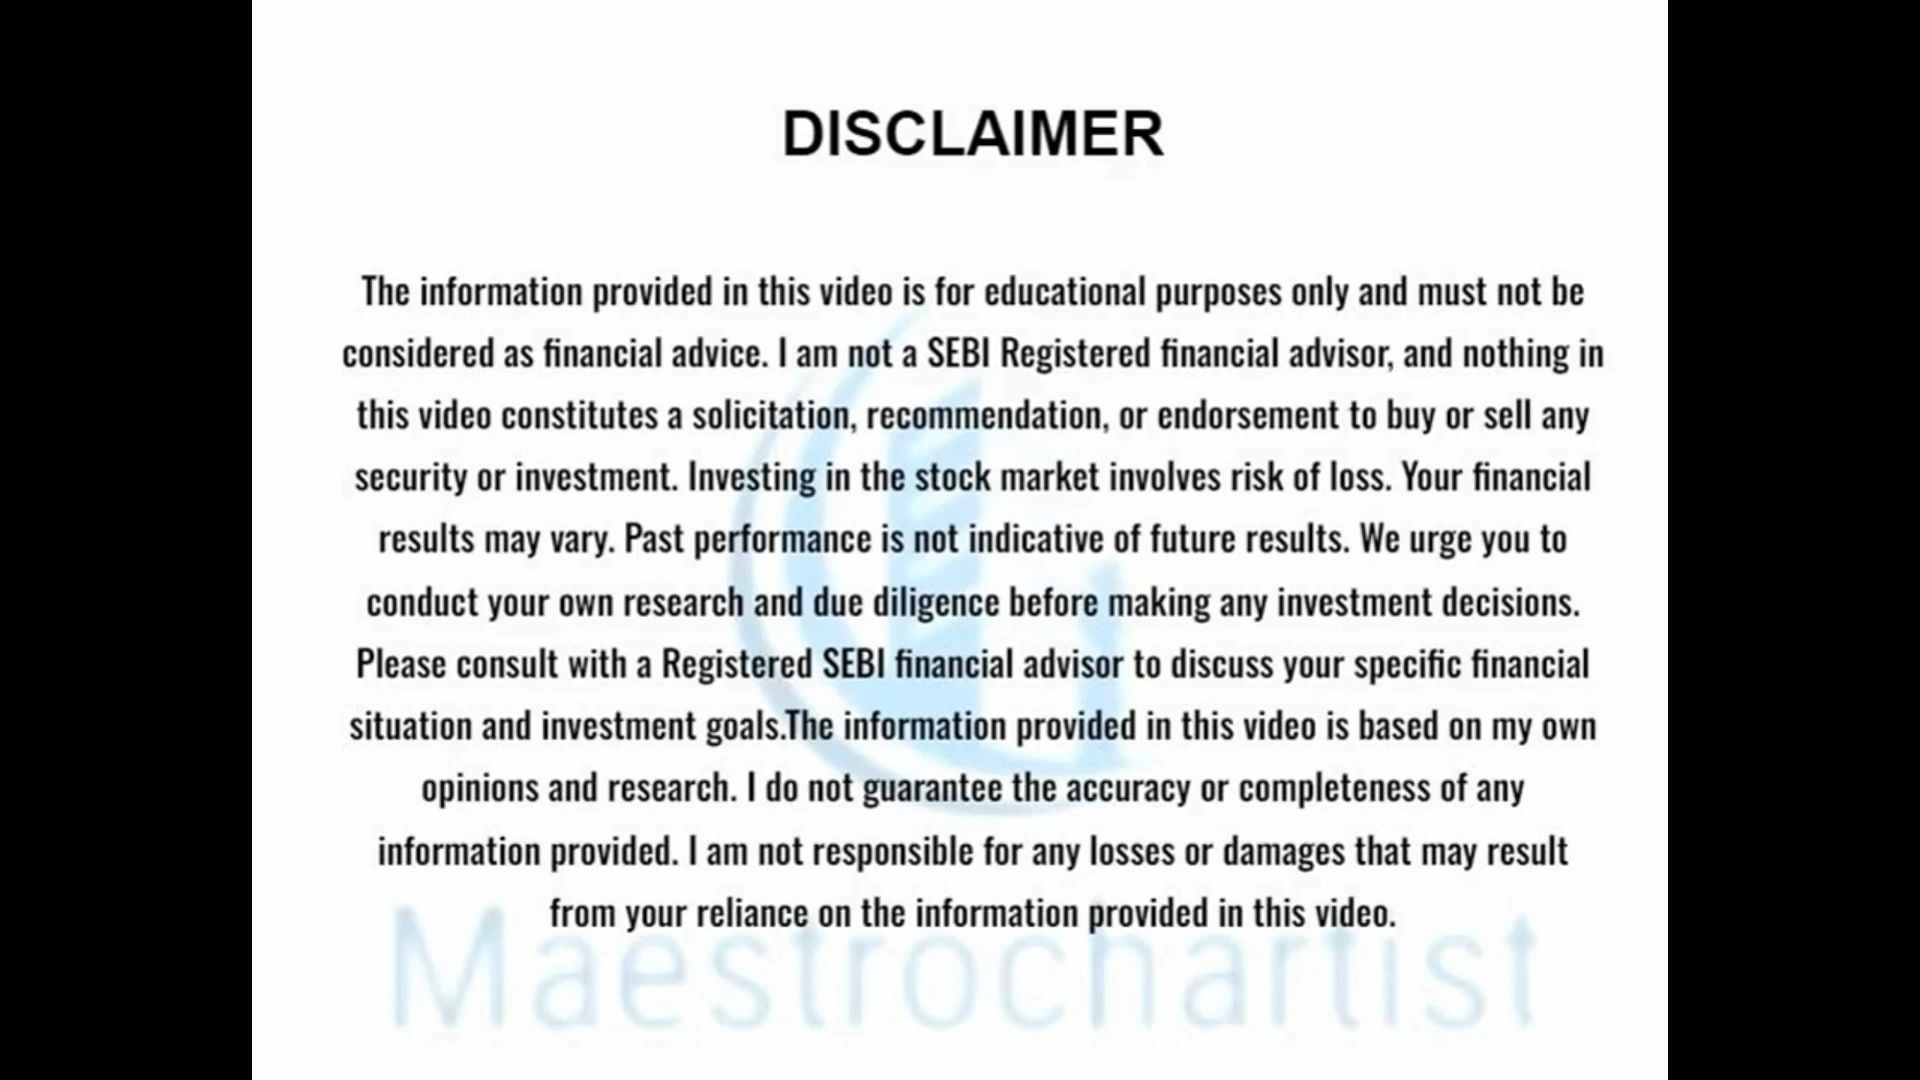 DISCLAIMER
The information provided in this video is for educational purposes only and must not be
considered as financial advice. I am not a SEBI Registered financial advisor, and nothing in
this video constitutes a solicitation, recommendation, or endorsement to buy or sell any
security or investment. Investing in the stock market involves risk of loss. Your financial
results may vary. Past performance is not indicative of future results. We urge you to
conduct your own research and due diligence before making any investment decisions.
Please consult with a Registered SEBI financial advisor to discuss your specific financial
situation and investment goals.The information provided in this video is based on my own
opinions and research. I do not guarantee the accuracy or completeness of any
information provided. I am not responsible for any losses or damages that may result
from your reliance on the information provided in this video.
Maestrochartist